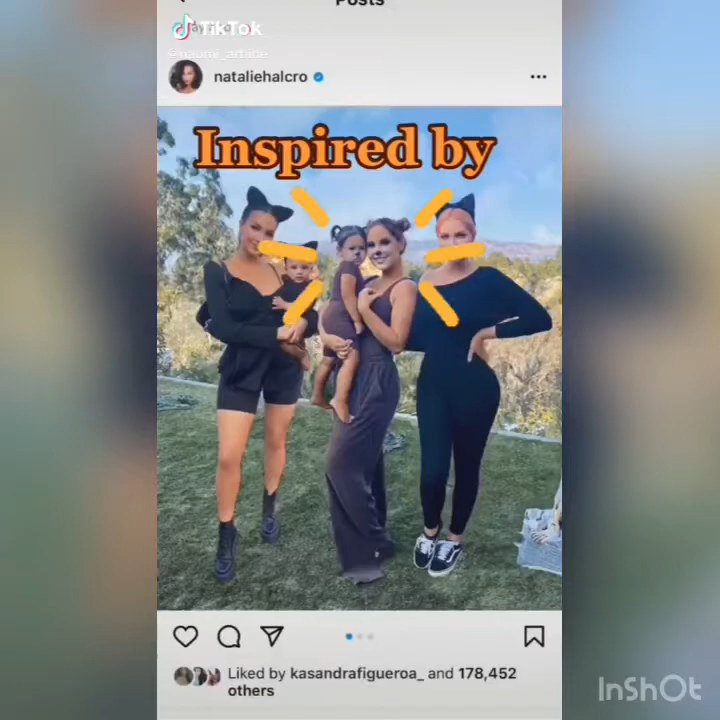 Posts
TikTok
nataliehalcro
Inspired by
Liked by kasandrafigueroa_ and 178,452
others
InShOt